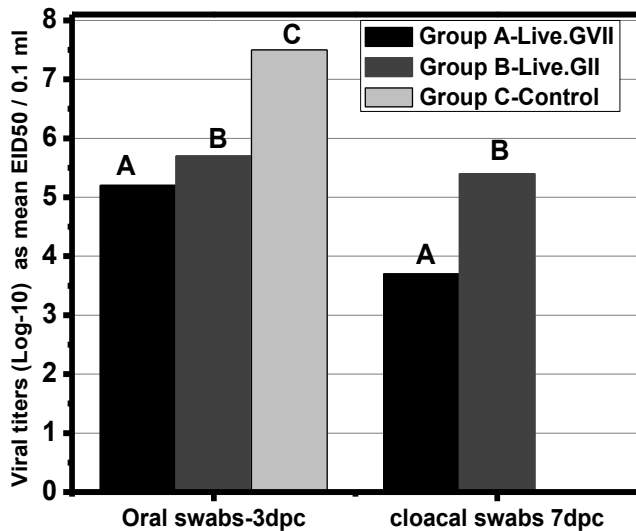 Viral titers (Log-10) as mean EID50 / 0.1 ml
8
7
6
5
4
3
2
1
0
Group A-Live.GVII
Group B-Live.GII
Group C-Control
A
B
C
A
B
Oral swabs-3dpc
cloacal swabs 7dpc